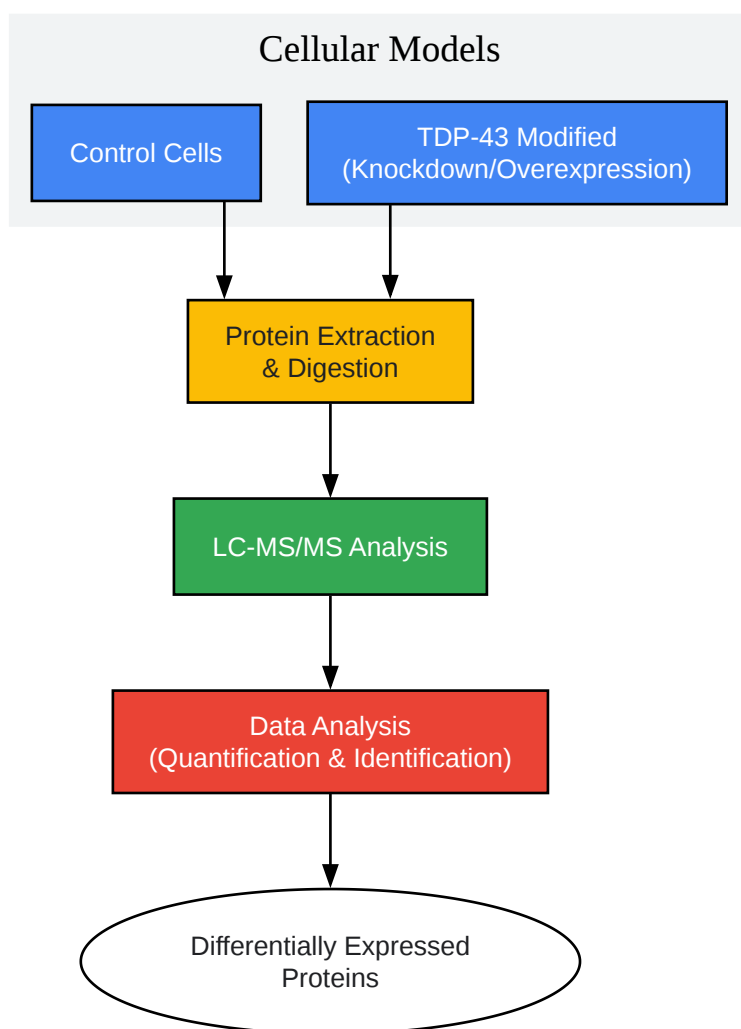 Cellular Models
Control Cells
TDP-43 Modified
(Knockdown/Overexpression)
Protein Extraction
& Digestion
LC-MS/MS Analysis
Data Analysis
(Quantification & Identification)
Differentially Expressed
Proteins